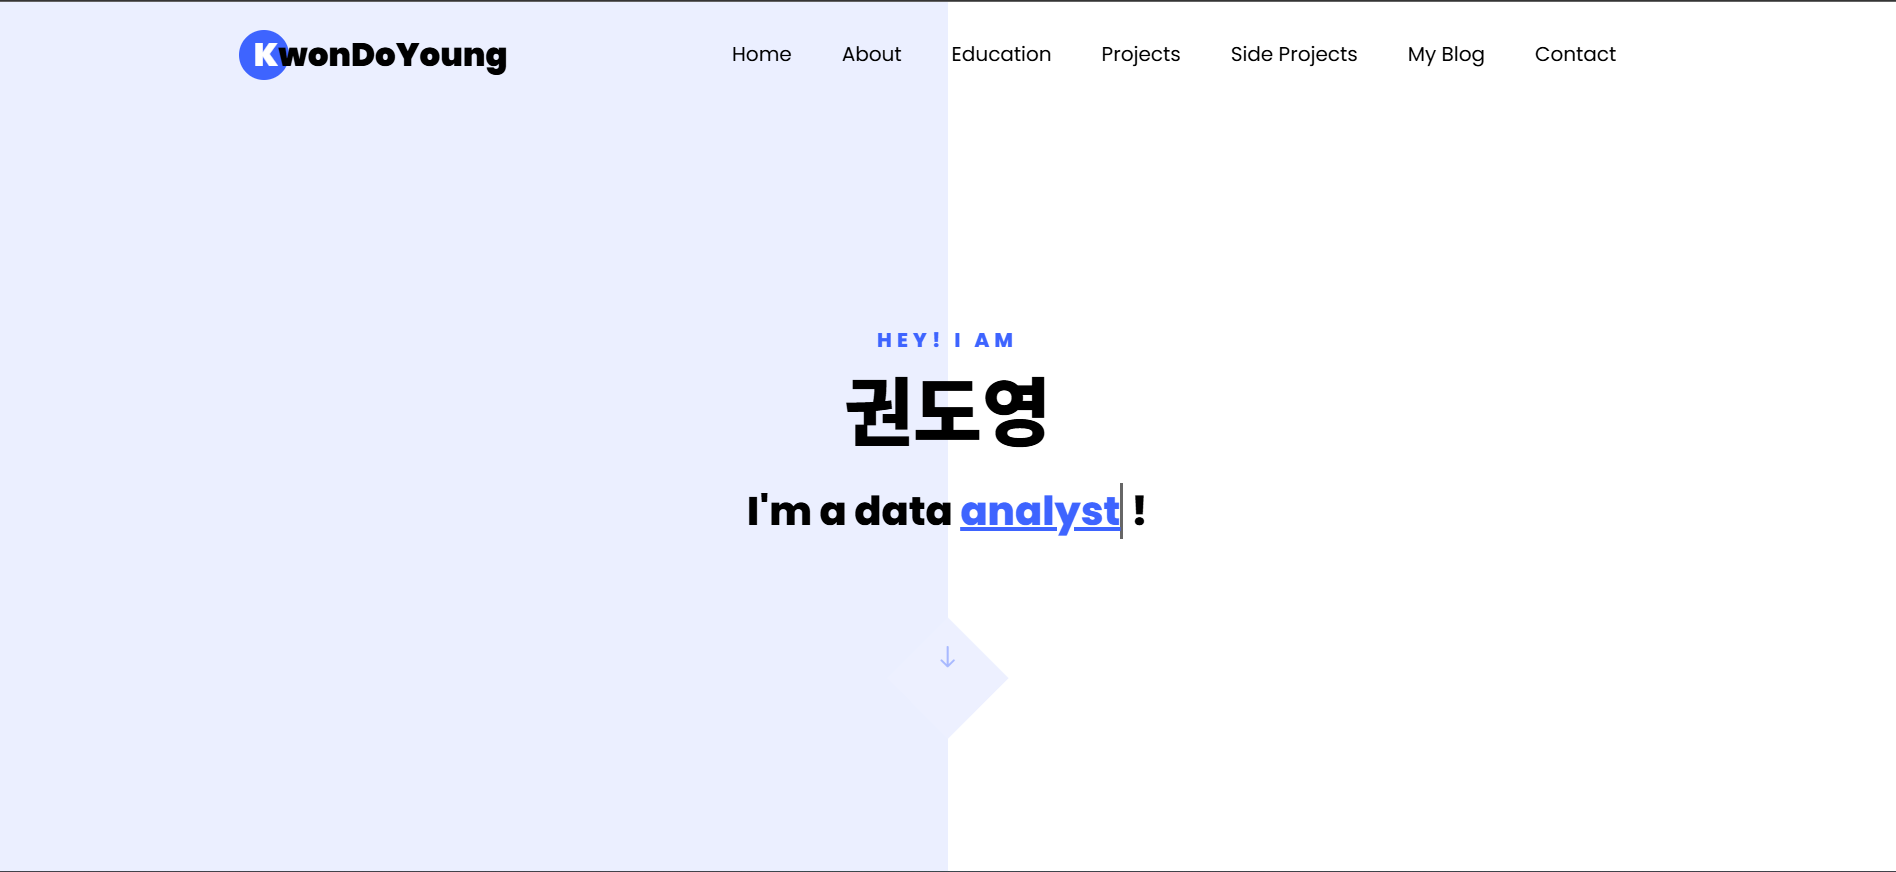 KwonDoYoung
Home About Education Projects Side Projects My Blog Contact
HEY! I AM
권도영
I'm a data analyst !